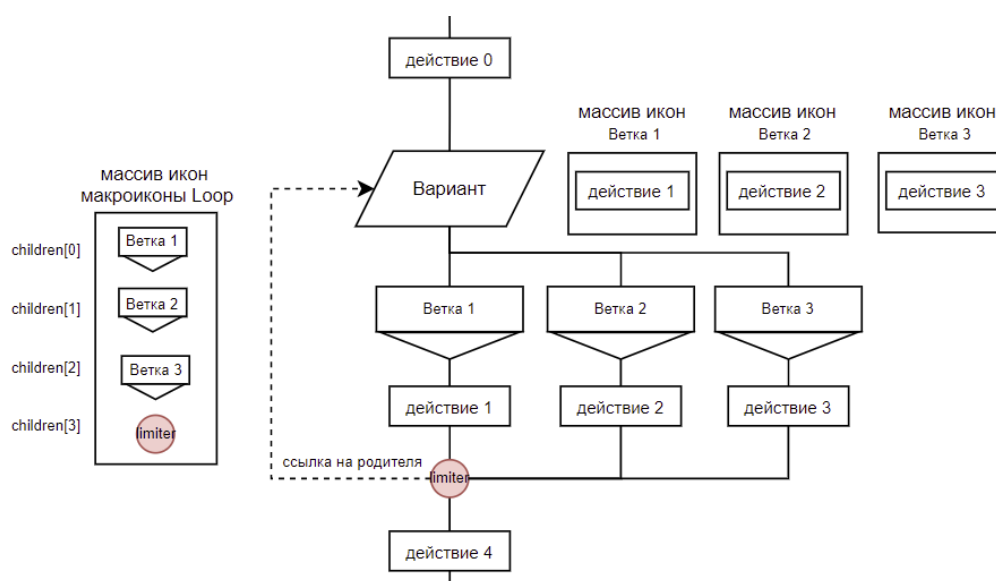 действие 0
массив икон
Ветка 1
массив икон
Ветка 2
массив икон
Ветка 3
действие 1
действие 2
действие 3
Вариант
массив икон
макроиконы Loop
children[0]
Ветка 1
children[1]
Ветка 2
children[2]
Ветка 3
children[3]
limiter
Ветка 1
Ветка 2
Ветка 3
действие 1
действие 2
действие 3
ссылка на родителя
limiter
действие 4